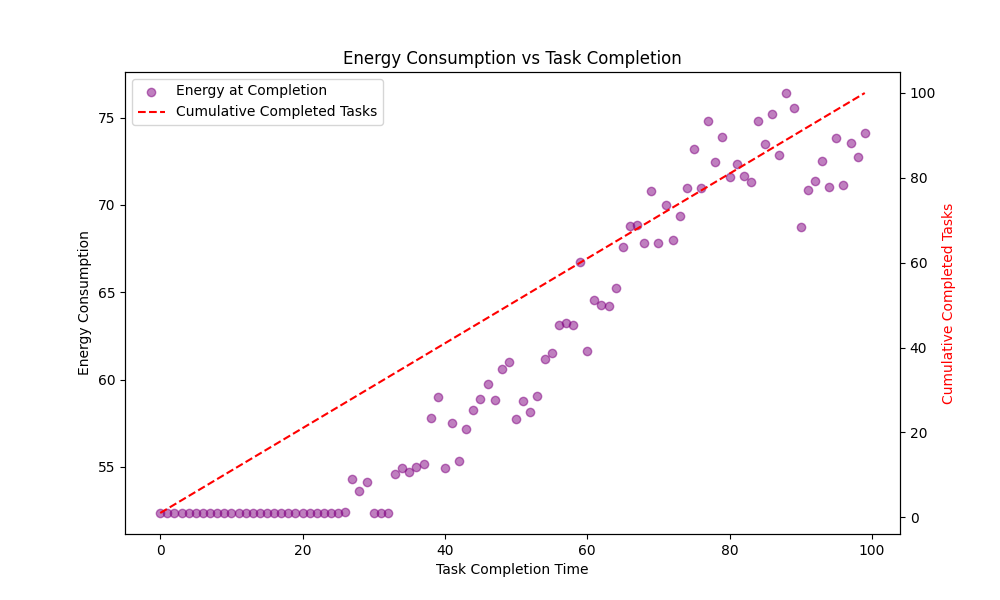 Energy Consumption vs Task Completion
Energy at Completion
Cumulative Completed Tasks
Energy Consumption
75
70
65
60
55
100
80
60
40
20
0
Cumulative Completed Tasks
0 20 40 60 80 100
Task Completion Time